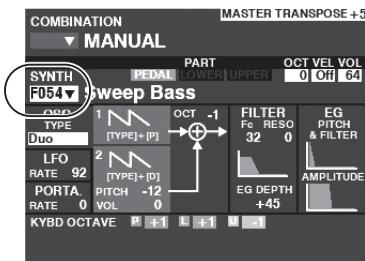 MASTER TRANSPOSE +5
COMBINATION
▼ MANUAL
PART
OCT VEL VOL
SYNTH
PEDAL LOWER UPPER
0 Off 64
F054▼ Sweep Bass
OSC
TYPE
Duo
1
[TYPE]+[P]
OCT -1
FILTER
Fc RESO
32 0
EG
PITCH
& FILTER
LFO
RATE 92
2
[TYPE]+[D]
PORTA.
RATE 0
PITCH -12
VOL 0
EG DEPTH
+45
AMPLITUDE
KYBD OCTAVE P +1 L +1 U -1